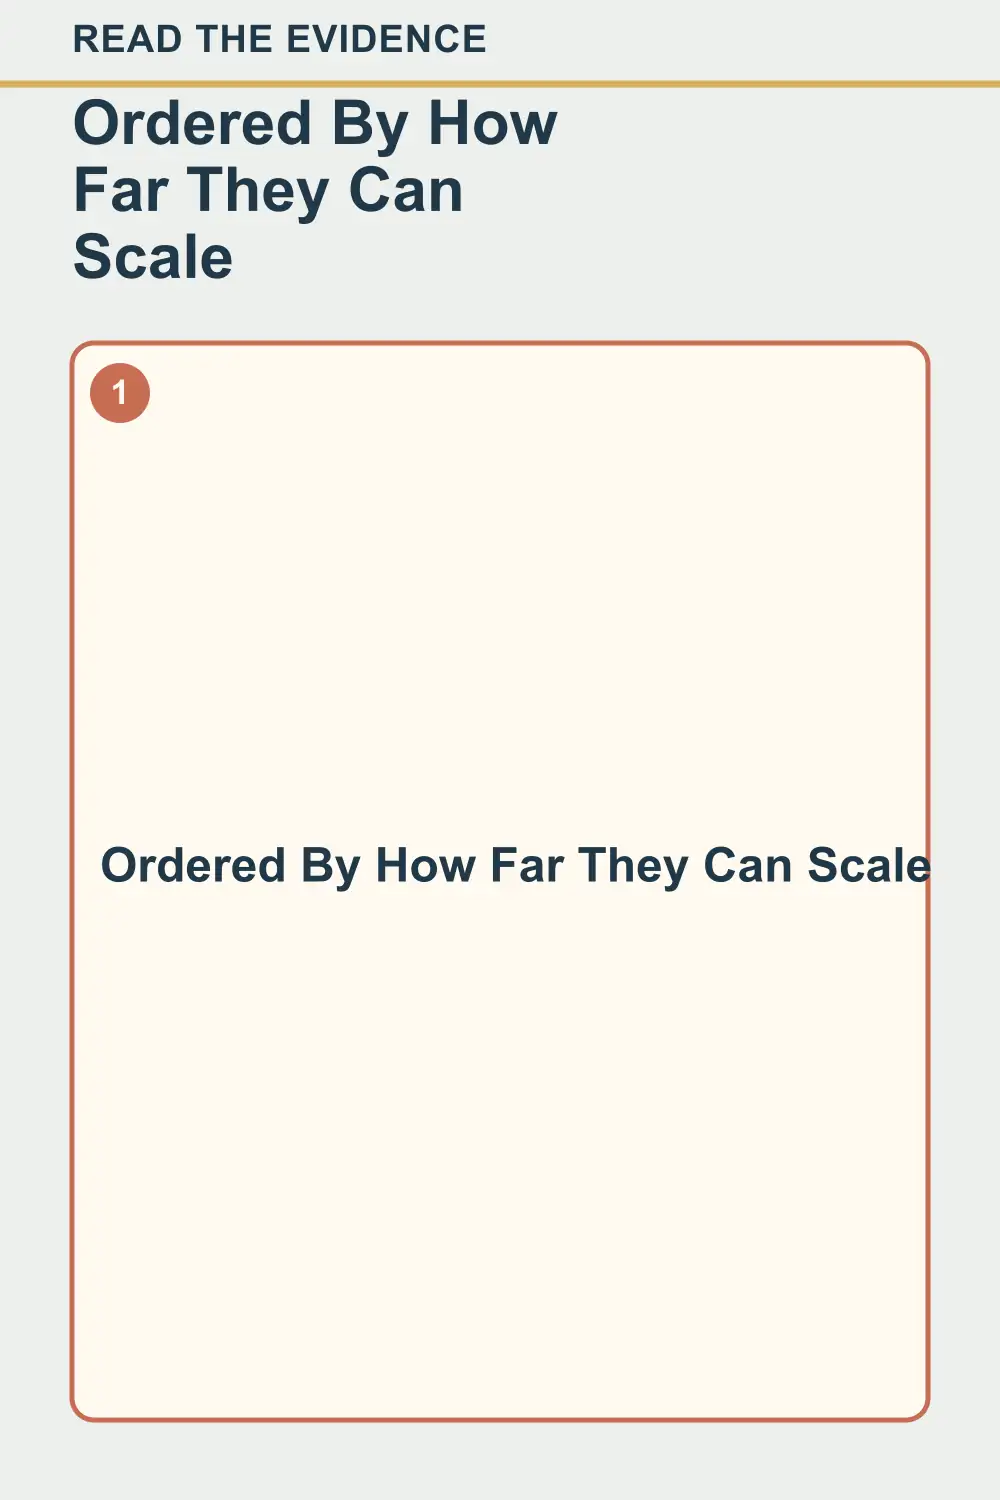 READ THE EVIDENCE
Ordered By How
Far They Can
Scale
1
Ordered By How Far They Can Scale